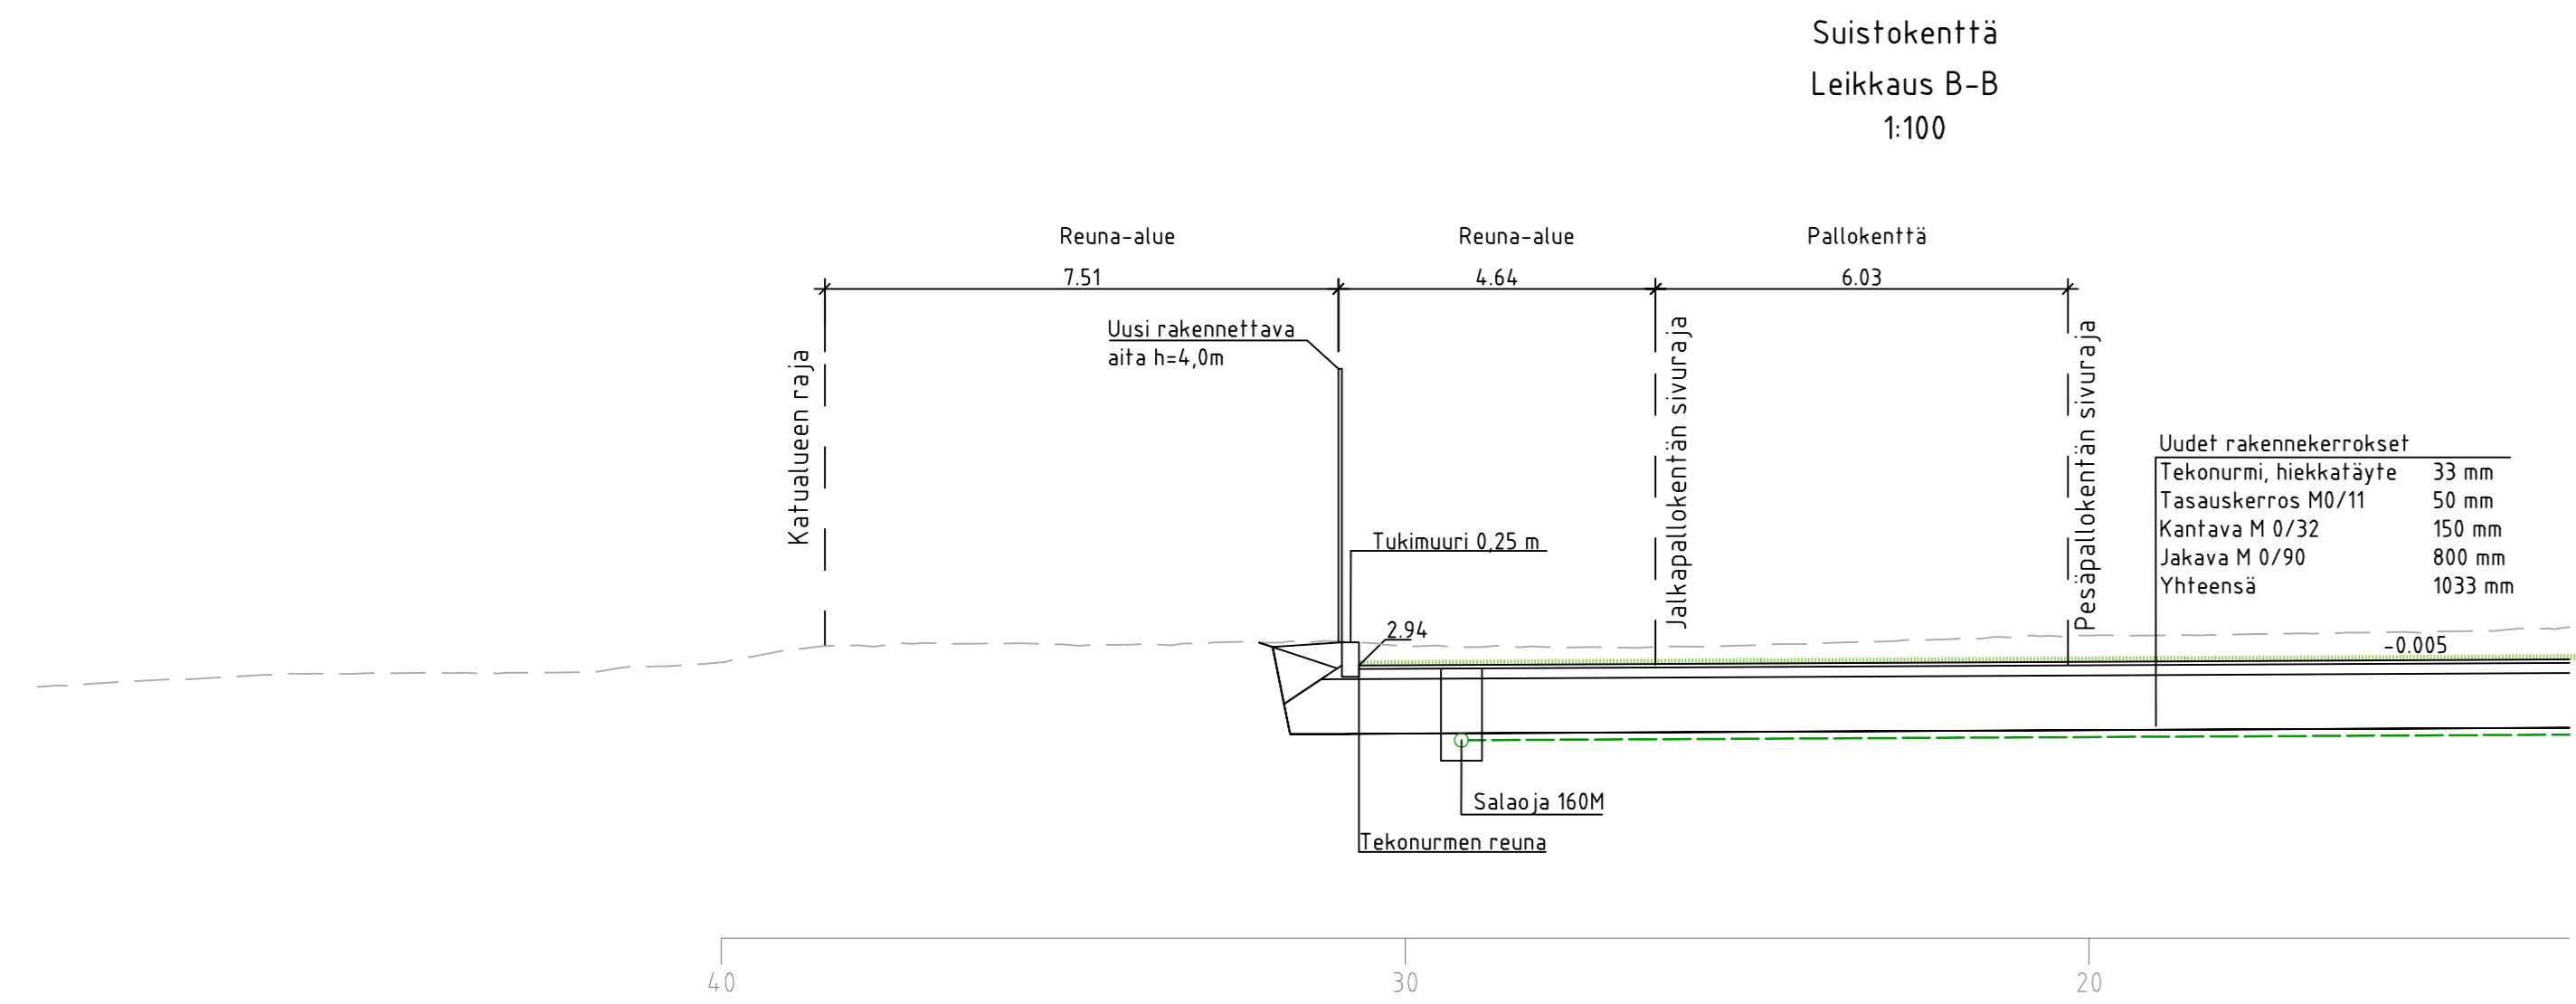 Suistokenttä
Leikkaus B-B
1:100
Reuna-alue
Reuna-alue
Pallokenttä
7.51
4.64
6.03
Uusi rakennettava
aita h=4,0m
Katualueen raja
Jalkapallokentän sivuraja
Pesäpallokentän sivuraja
Uudet rakennekerrokset
Tekonurmi, hiekkatäyte 33 mm
Tasauskerros M0/11 50 mm
Kantava M 0/32 150 mm
Jakava M 0/90 800 mm
Yhteensä 1033 mm
Tukimuuri 0,25 m
2.94
-0.005
Salaoja 160M
Tekonurmen reuna
40
30
20